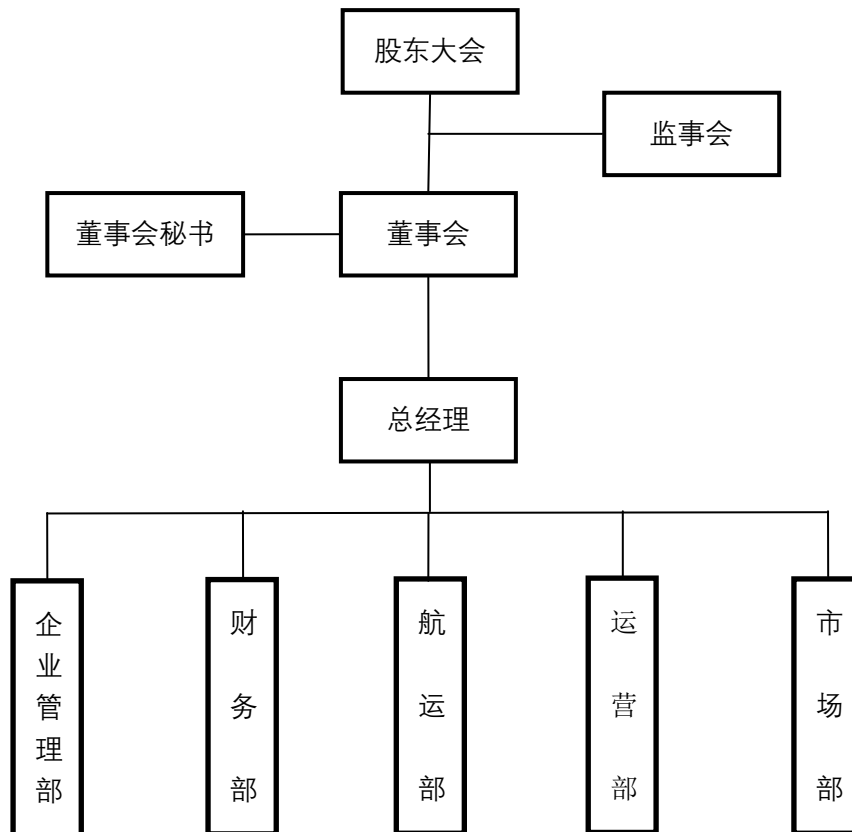 股东大会
监事会
董事会秘书
董事会
总经理
企业管理部
财务部
航运部
运营部
市场部